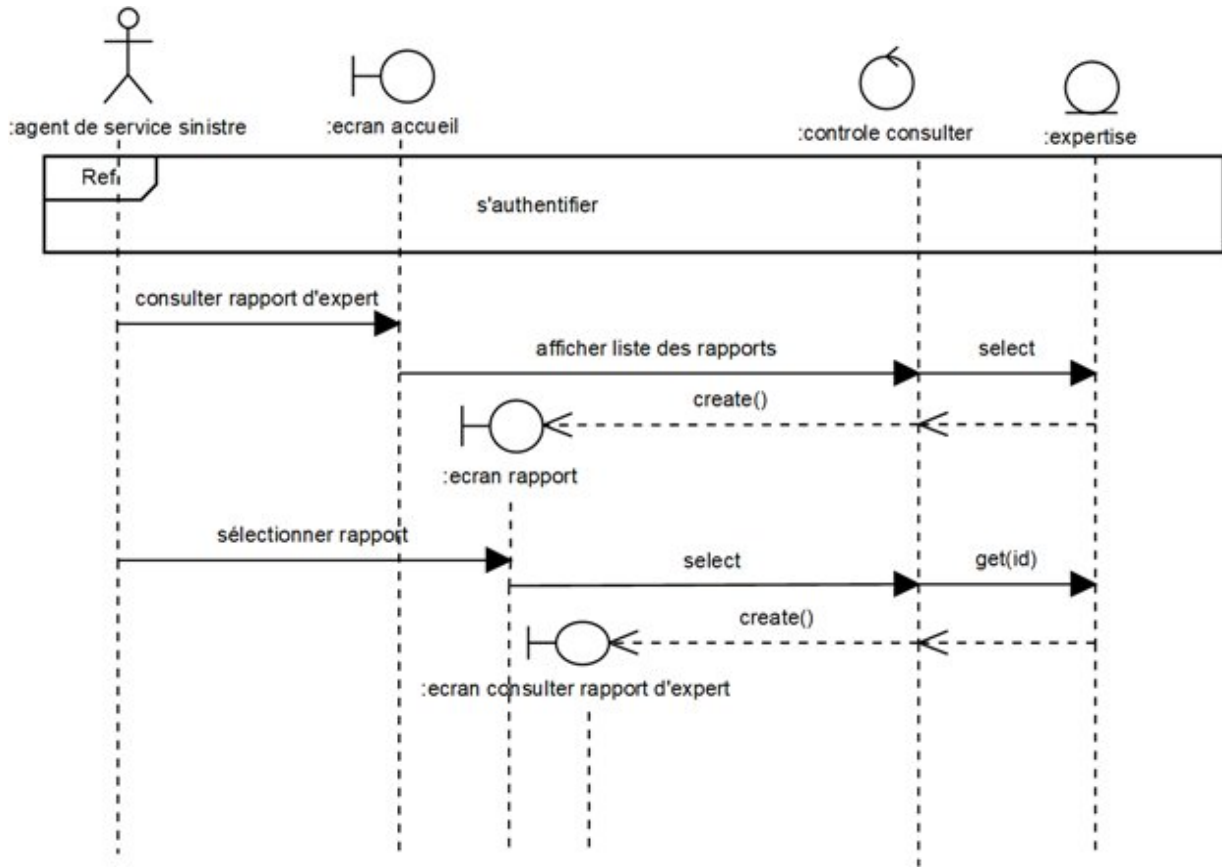 :agent de service sinistre
:ecran accueil
:controle consulter
:expertise
Ref
s'authentifier
consulter rapport d'expert
afficher liste des rapports
select
create()
:ecran rapport
sélectionner rapport
select
get(id)
create()
:ecran consulter rapport d'expert